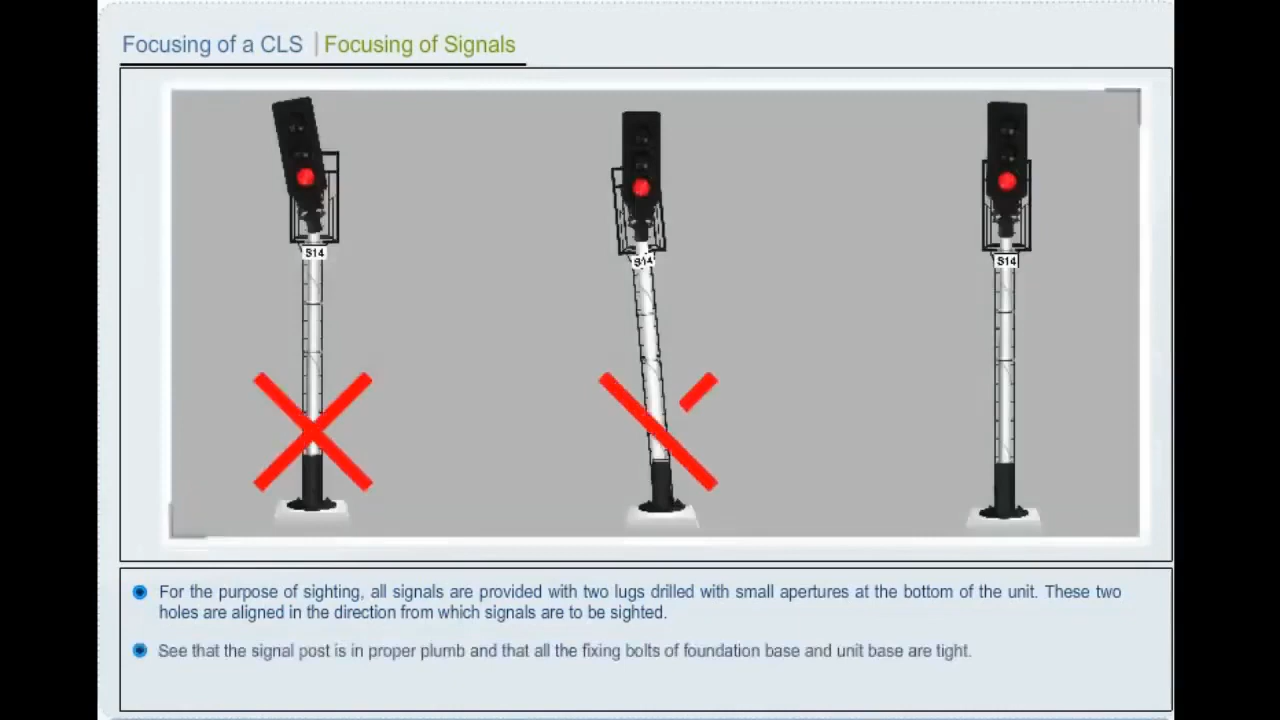 Focusing of a CLS | Focusing of Signals
S14
S14
S14
For the purpose of sighting, all signals are provided with two lugs drilled with small apertures at the bottom of the unit. These two
holes are aligned in the direction from which signals are to be sighted.
See that the signal post is in proper plumb and that all the fixing bolts of foundation base and unit base are tight.